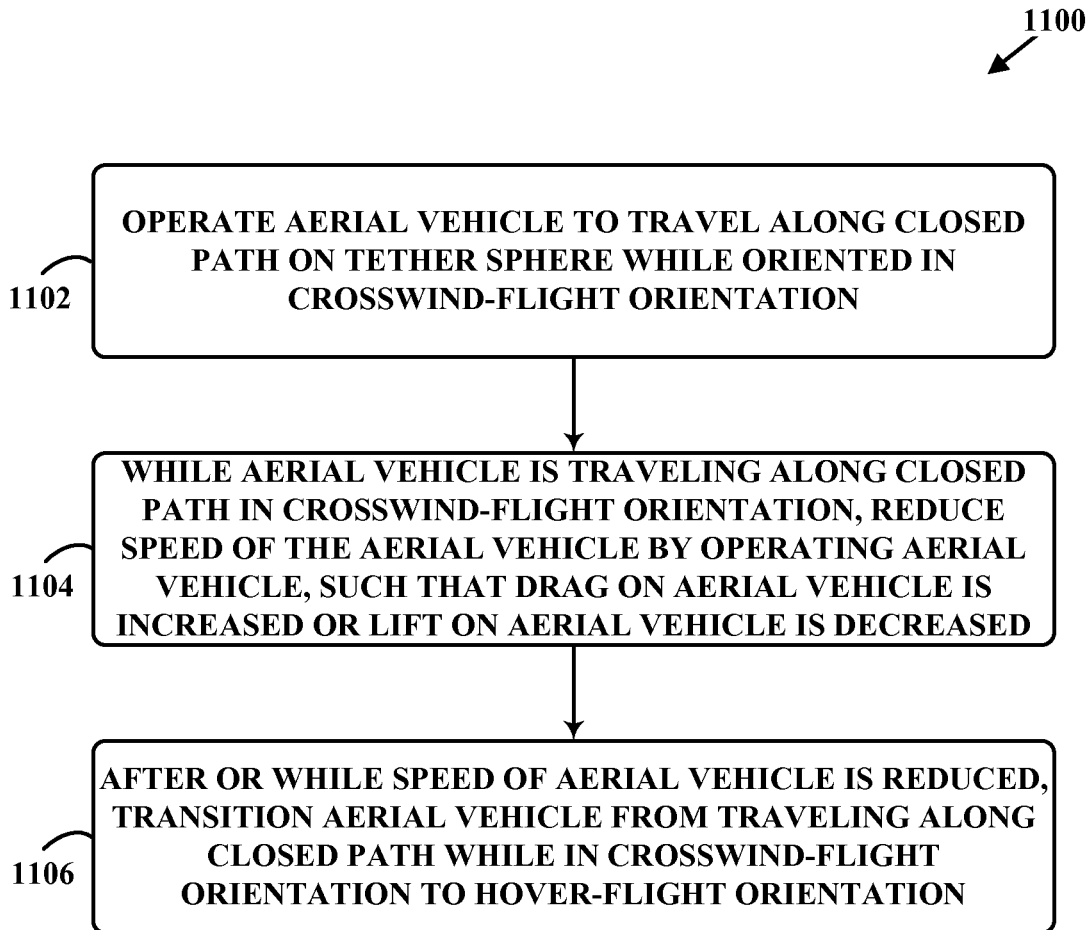 1100
OPERATE AERIAL VEHICLE TO TRAVEL ALONG CLOSED
PATH ON TETHER SPHERE WHILE ORIENTED IN
CROSSWIND-FLIGHT ORIENTATION
1102
WHILE AERIAL VEHICLE IS TRAVELING ALONG CLOSED
PATH IN CROSSWIND-FLIGHT ORIENTATION, REDUCE
SPEED OF THE AERIAL VEHICLE BY OPERATING AERIAL
VEHICLE, SUCH THAT DRAG ON AERIAL VEHICLE IS
INCREASED OR LIFT ON AERIAL VEHICLE IS DECREASED
1104
AFTER OR WHILE SPEED OF AERIAL VEHICLE IS REDUCED,
TRANSITION AERIAL VEHICLE FROM TRAVELING ALONG
CLOSED PATH WHILE IN CROSSWIND-FLIGHT
ORIENTATION TO HOVER-FLIGHT ORIENTATION
1106